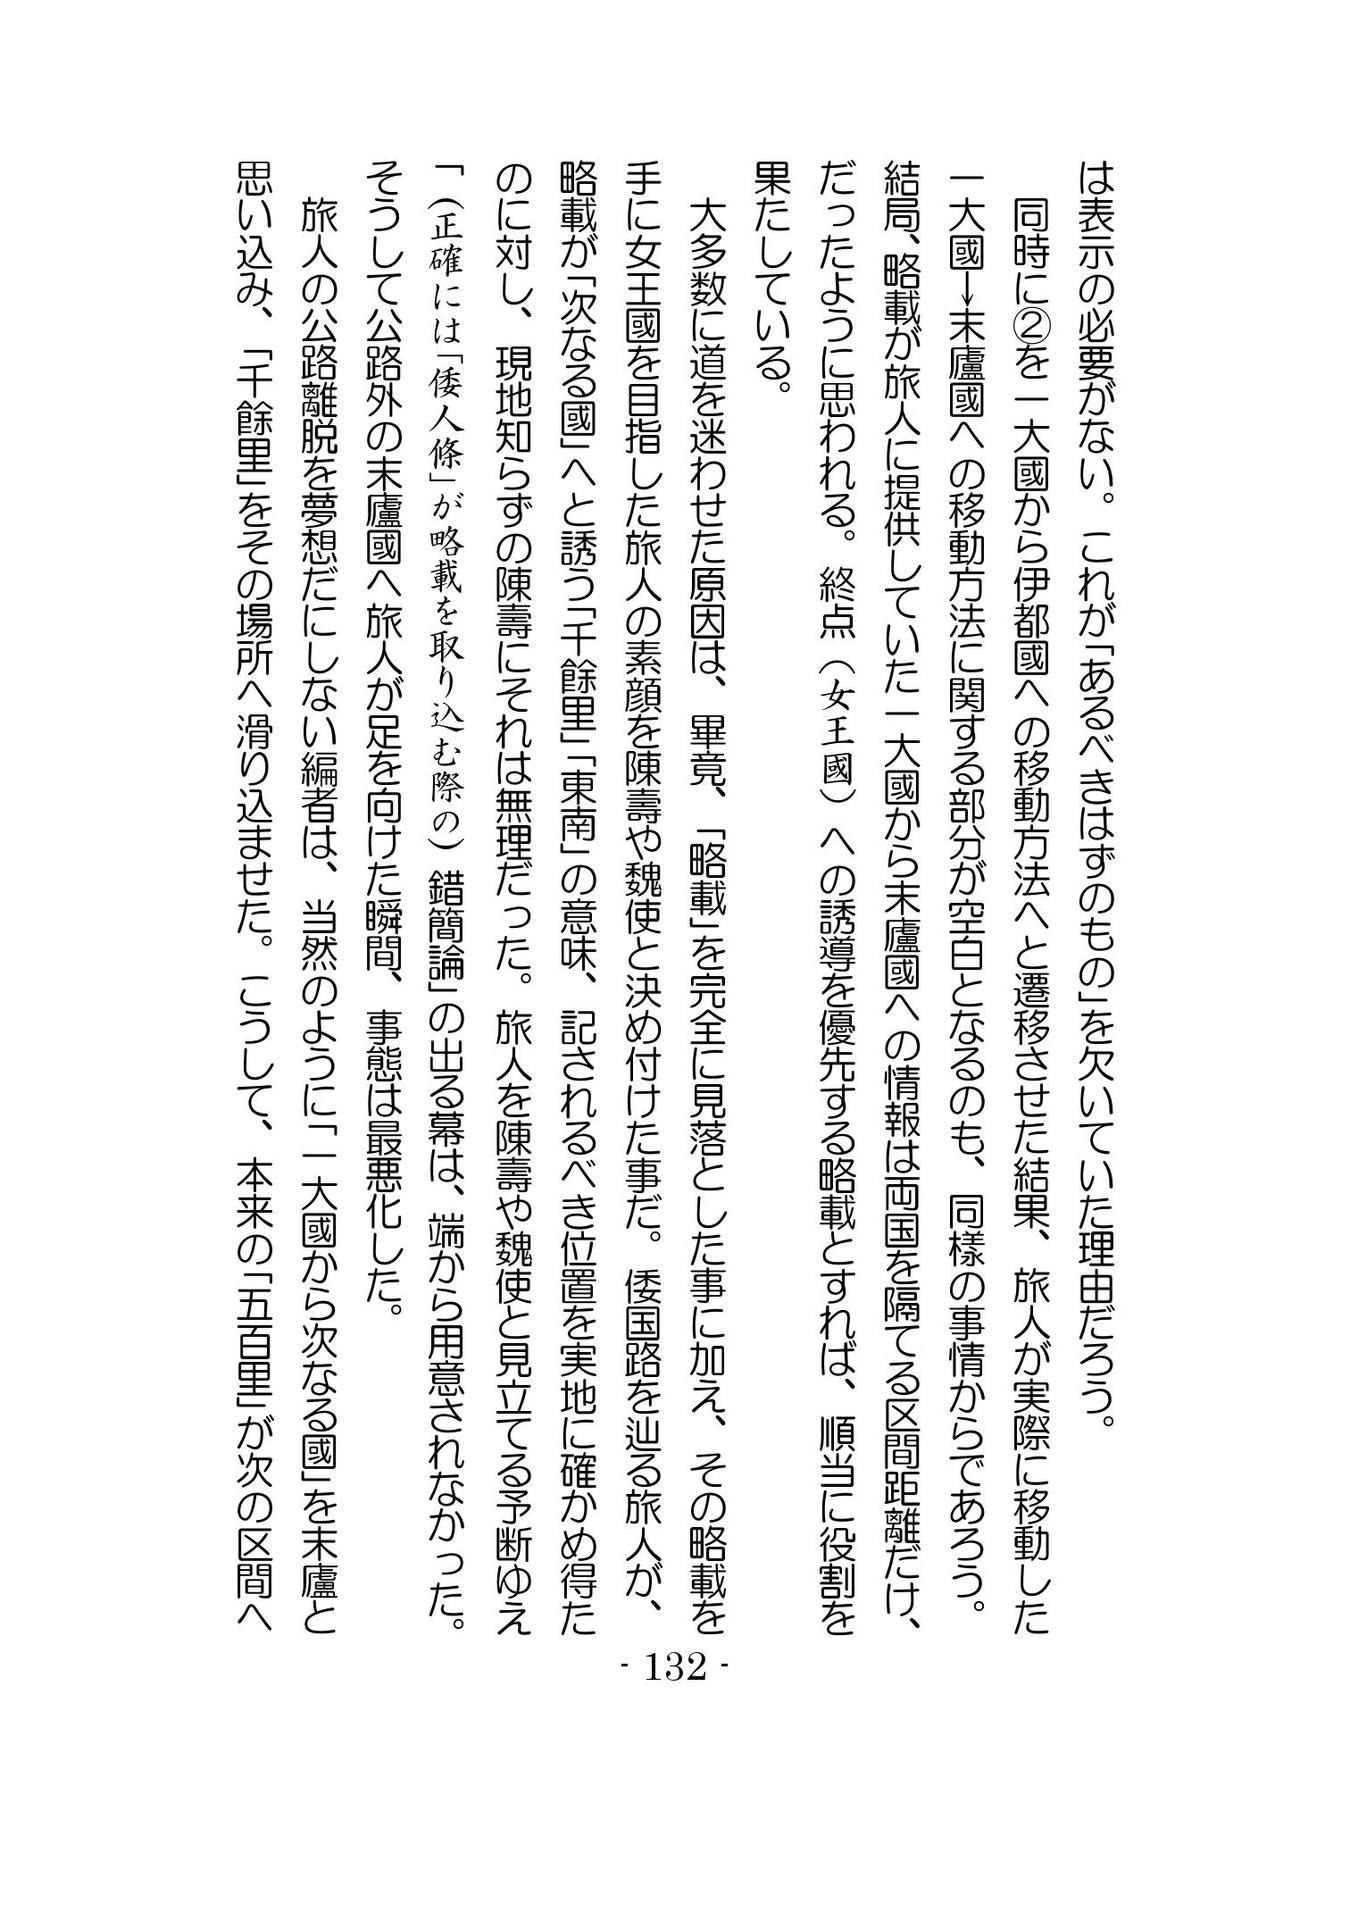 は表示の必要がない。これが「あるべきはずのもの」を欠いていた理由だろう。
　同時に②を一大國から伊都國への移動方法へと遷移させた結果、旅人が実際に移動した
一大國→末廬國への移動方法に関する部分が空白となるのも、同様の事情からであろう。
結局、略載が旅人に提供していた一大國から末廬國への情報は両国を隔てる区間距離だけ、
だったように思われる。終点（女王國）への誘導を優先する略載とすれば、順当に役割を
果たしている。
　大多数に道を迷わせた原因は、畢竟、「略載」を完全に見落とした事に加え、その略載を
手に女王國を目指した旅人の素顔を陳壽や魏使と決め付けた事だ。倭国路を辿る旅人が、
略載が「次なる國」へと誘う「千餘里」「東南」の意味、記されるべき位置を実地に確かめ得た
のに対し、現地知らずの陳壽にそれは無理だった。旅人を陳壽や魏使と見立てる予断ゆえ
「（正確には「倭人條」が略載を取り込む際の）錯簡論」の出る幕は、端から用意されなかった。
そうして公路外の末廬國へ旅人が足を向けた瞬間、事態は最悪化した。
　旅人の公路離脱を夢想だにしない編者は、当然のように「一大國から次なる國」を末廬と
思い込み、「千餘里」をその場所へ滑り込ませた。こうして、本来の「五百里」が次の区間へ
- 132 -